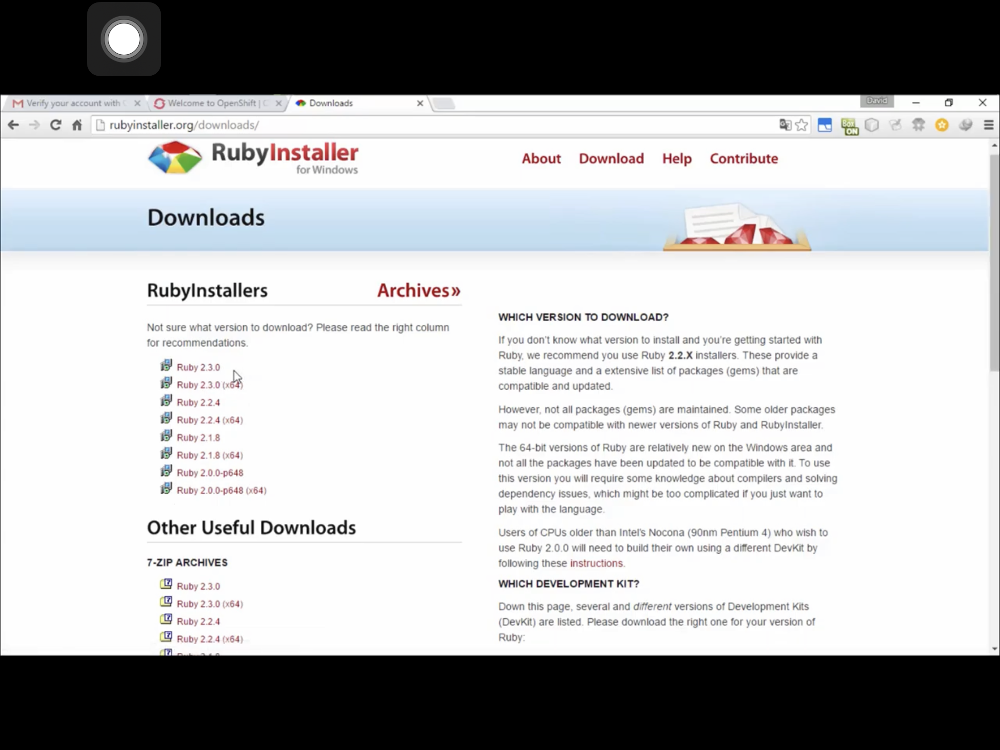 Verify your account with
Welcome to OpenShift |
Downloads
David
rubyinstaller.org/downloads/
Box
ON
RubyInstaller
for Windows
About
Download
Help
Contribute
Downloads
RubyInstallers
Archives»
Not sure what version to download? Please read the right column
for recommendations.
Ruby 2.3.0
Ruby 2.3.0 (x64)
Ruby 2.2.4
Ruby 2.2.4 (x64)
Ruby 2.1.8
Ruby 2.1.8 (x64)
Ruby 2.0.0-p648
Ruby 2.0.0-p648 (x64)
Other Useful Downloads
7-ZIP ARCHIVES
Ruby 2.3.0
Ruby 2.3.0 (x64)
Ruby 2.2.4
Ruby 2.2.4 (x64)
WHICH VERSION TO DOWNLOAD?
If you don't know what version to install and you're getting started with
Ruby, we recommend you use Ruby 2.2.X installers. These provide a
stable language and a extensive list of packages (gems) that are
compatible and updated.
However, not all packages (gems) are maintained. Some older packages
may not be compatible with newer versions of Ruby and RubyInstaller.
The 64-bit versions of Ruby are relatively new on the Windows area and
not all the packages have been updated to be compatible with it. To use
this version you will require some knowledge about compilers and solving
dependency issues, which might be too complicated if you just want to
play with the language.
Users of CPUs older than Intel's Nocona (90nm Pentium 4) who wish to
use Ruby 2.0.0 will need to build their own using a different DevKit by
following these instructions.
WHICH DEVELOPMENT KIT?
Down this page, several and different versions of Development Kits
(DevKit) are listed. Please download the right one for your version of
Ruby: